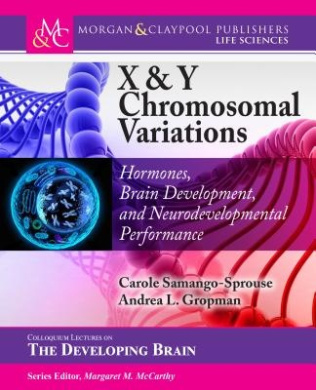 M&C
MORGAN&CLAYPOOL PUBLISHERS
LIFE SCIENCES
X & Y
Chromosomal
Variations
Hormones,
Brain Development,
and Neurodevelopmental
Performance
Carole Samango-Sprouse
Andrea L. Gropman
COLLOQUIUM LECTURES ON
THE DEVELOPING BRAIN
Series Editor, Margaret M. McCarthy